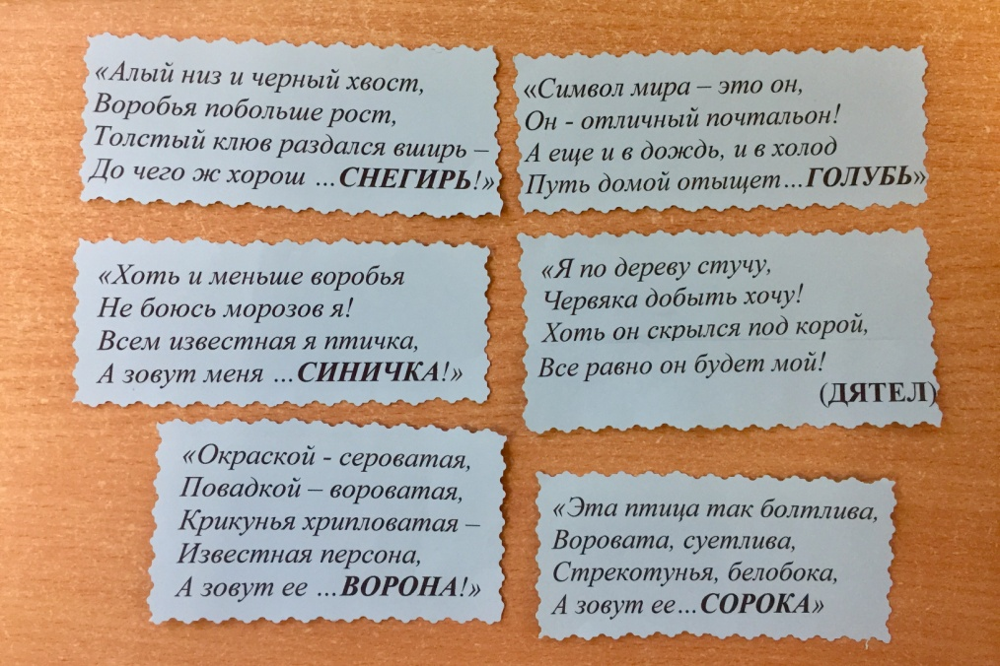 «Алый низ и черный хвост,
Воробья побольше рост,
Толстый клюв раздался вширь –
До чего ж хорош …СНЕГИРЬ!»
«Символ мира – это он,
Он - отличный почтальон!
А еще и в дождь, и в холод
Путь домой отыщет…ГОЛУБЬ»
«Хоть и меньше воробья
Не боюсь морозов я!
Всем известная я птичка,
А зовут меня …СИНИЧКА!»
«Я по дереву стучу,
Червяка добыть хочу!
Хоть он скрылся под корой,
Все равно он будет мой!
(ДЯТЕЛ)
«Окраской - сероватая,
Повадкой – вороватая,
Крикунья хрипловатая –
Известная персона,
А зовут ее …ВОРОНА!»
«Эта птица так болтлива,
Воровата, суетлива,
Стрекотунья, белобока,
А зовут ее…СОРОКА»